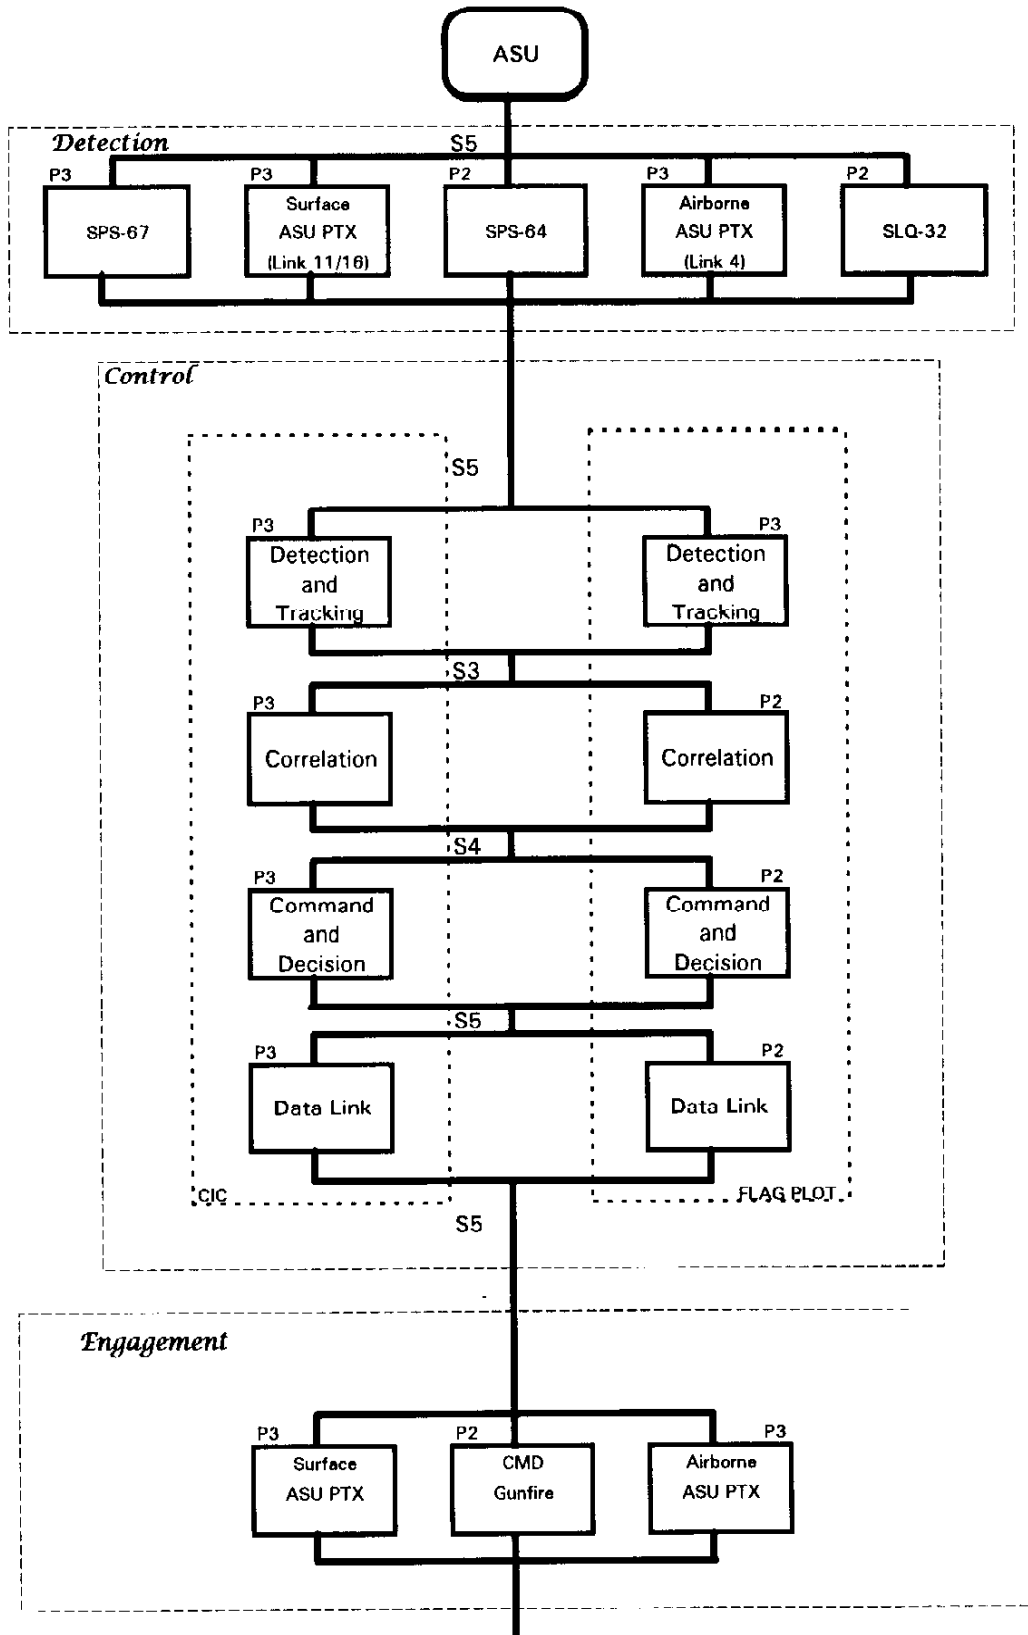 ASU
Detection
S5
P3
P3
P2
P3
P2
SPS-67
Surface
ASU PTX
(Link 11/16)
SPS-64
Airborne
ASU PTX
(Link 4)
SLQ-32
Control
S5
P3
P3
Detection
and
Tracking
Detection
and
Tracking
S3
P3
P2
Correlation
Correlation
S4
P3
P2
Command
and
Decision
Command
and
Decision
S5
P3
P2
Data Link
Data Link
CIC
FLAG PLOT
S5
Engagement
P3
P2
P3
Surface
ASU PTX
CMD
Gunfire
Airborne
ASU PTX